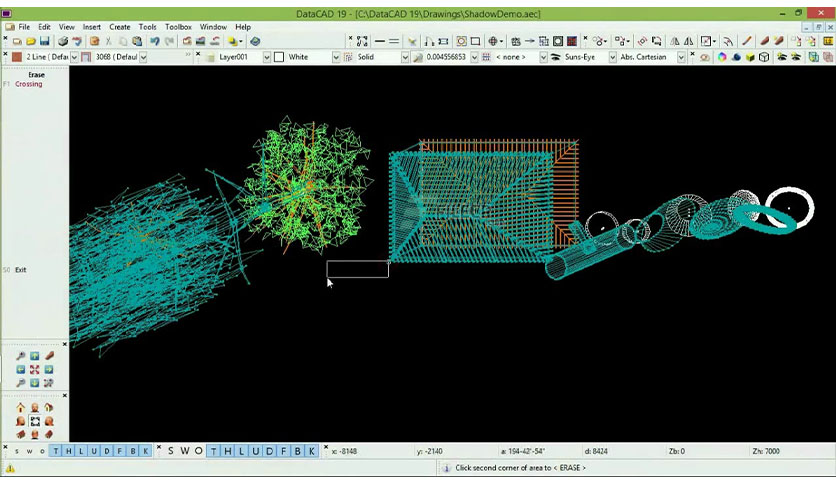 DataCAD 19 - [C:\DataCAD 19\Drawings\ShadowDemo.aec]
File Edit View Insert Create Tools Toolbox Window Help
2 Line (Defau 3068 (Defaul Layer001 White Solid 0.004556853 < none > Suns-Eye Abs. Cartesian
Erase
F1 Crossing
S0 Exit
S W O T H L U D F B K S W O T H L U D F B K x: -8148 y: -2140 a: 194-42'-54" d: 8424 Zb: 0 Zh: 7000
Click second corner of area to < ERASE >